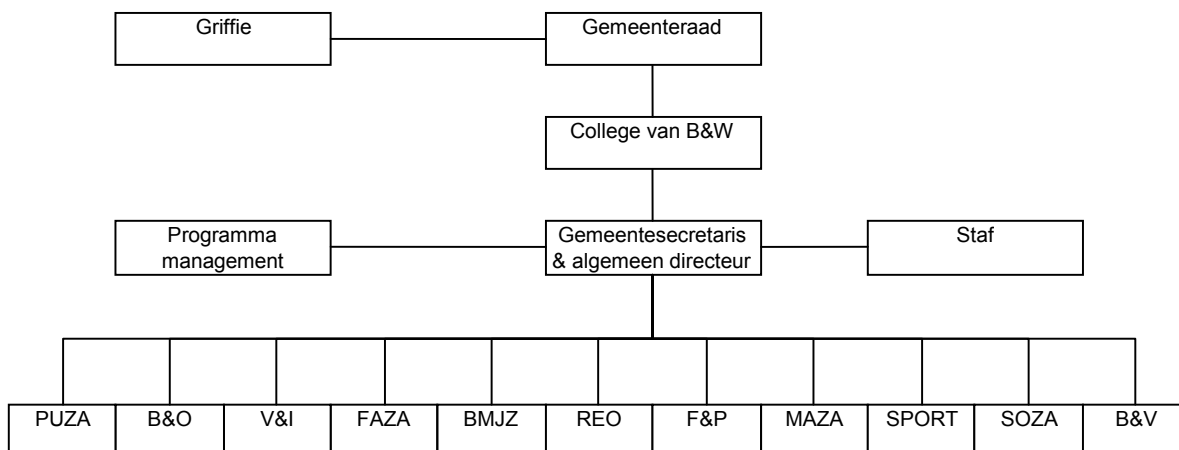 Griffie
Gemeenteraad
College van B&W
Programma
management
Gemeentesecretaris
& algemeen directeur
Staf
PUZA
B&O
V&I
FAZA
BMJZ
REO
F&P
MAZA
SPORT
SOZA
B&V